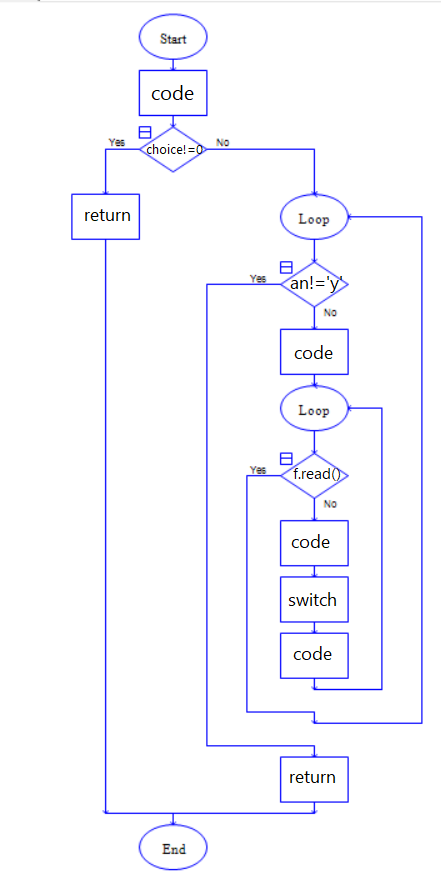 Start
code
Yes
choice!=0
No
return
Loop
Yes
an!='y'
No
code
Loop
Yes
f.read()
No
code
switch
code
return
End